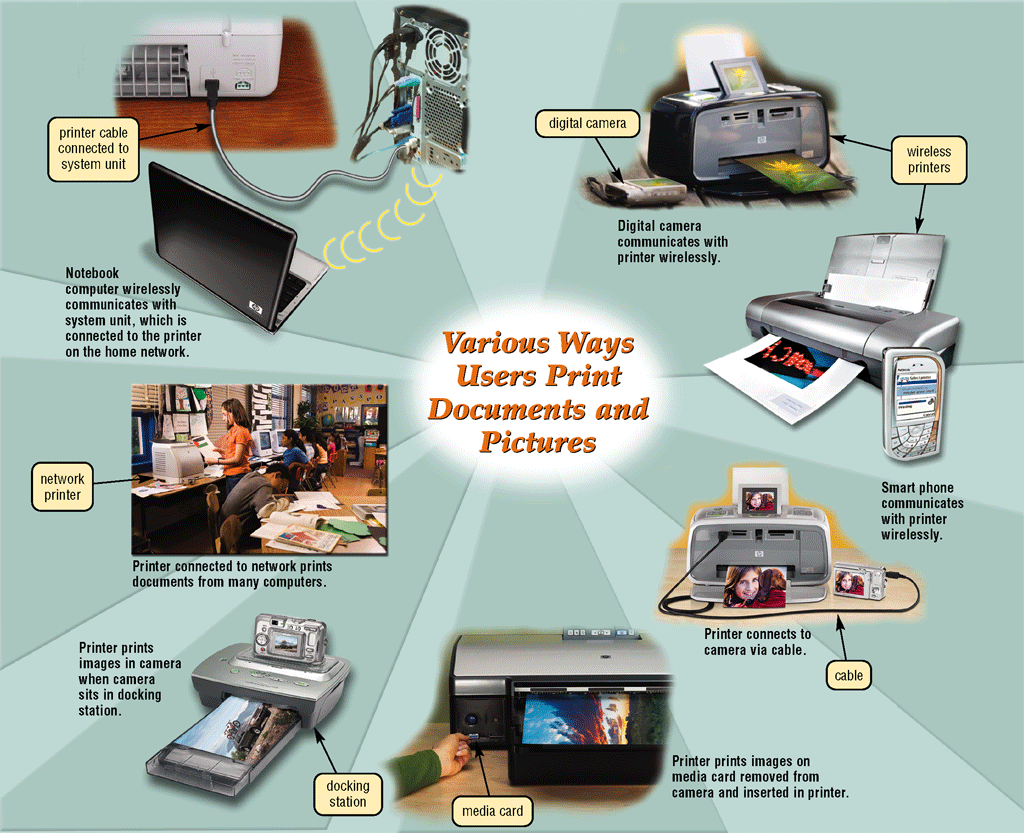 printer cable
connected to
system unit
Notebook
computer wirelessly
communicates with
system unit, which is
connected to the printer
on the home network.
digital camera
wireless
printers
Digital camera
communicates with
printer wirelessly.
Various Ways
Users Print
Documents and
Pictures
network
printer
Printer connected to network prints
documents from many computers.
Smart phone
communicates
with printer
wirelessly.
Printer connects to
camera via cable.
cable
Printer prints
images in camera
when camera
sits in docking
station.
docking
station
media card
Printer prints images on
media card removed from
camera and inserted in printer.
hp